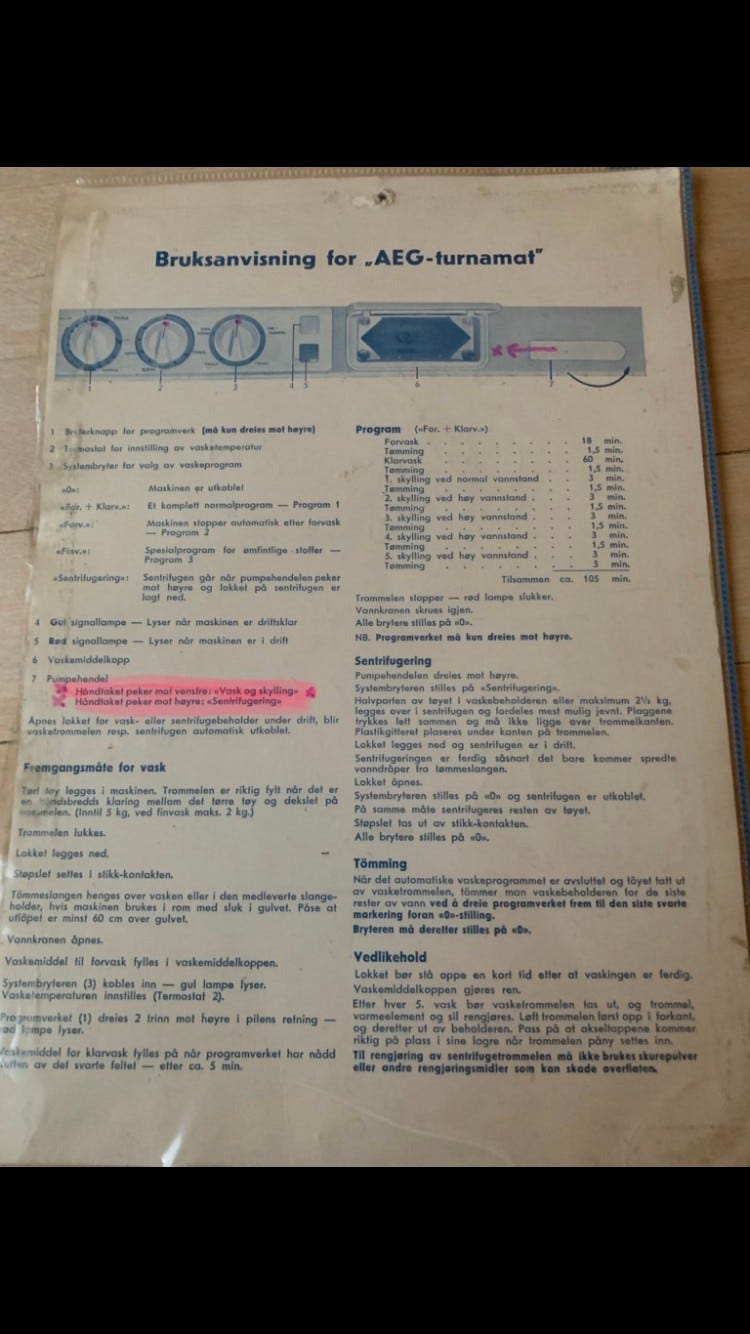 Bruksanvisning for „AEG-turnamat”
1 2 3 4 5 6 7
1 Bryterknapp for programverk (må kun dreies mot høyre)
2 Termostat for innstilling av vasketemperatur
3 Systembryter for valg av vaskeprogram
«0»: Maskinen er utkoblet
«For. + Klarv.»: Et komplett normalprogram — Program 1
«Forv.»: Maskinen stopper automatisk etter forvask
— Program 2
«Finv.»: Spesialprogram for ømfintlige stoffer —
Program 3
«Sentrifugering»: Sentrifugen går når pumpehendelen peker
mot høyre og lokket på sentrifugen er
lagt ned.
4 Gul signallampe — Lyser når maskinen er driftsklar
5 Rød signallampe — Lyser når maskinen er i drift
6 Vaskemiddelkopp
7 Pumpehendel
Håndtaket peker mot venstre: «Vask og skylling»
Håndtaket peker mot høyre: «Sentrifugering»
Åpnes lokket for vask- eller sentrifugebeholder under drift, blir
vasketrommelen resp. sentrifugen automatisk utkoblet.
Fremgangsmåte for vask
Tørt tøy legges i maskinen. Trommelen er riktig fylt når det er
en håndsbredds klaring mellom det tørre tøy og dekslet på
trommelen. (Inntil 5 kg, ved finvask maks. 2 kg.)
Trommelen lukkes.
Lokket legges ned.
Støpslet settes i stikk-kontakten.
Tömmeslangen henges over vasken eller i den medleverte slange-
holder, hvis maskinen brukes i rom med sluk i gulvet. Påse at
utløpet er minst 60 cm over gulvet.
Vannkranen åpnes.
Vaskemiddel til forvask fylles i vaskemiddelkoppen.
Systembryteren (3) kobles inn — gul lampe lyser.
Vasketemperaturen innstilles (Termostat 2).
Programverket (1) dreies 2 trinn mot høyre i pilens retning —
rød lampe lyser.
Vaskemiddel for klarvask fylles på når programverket har nådd
slutten av det svarte feltet — etter ca. 5 min.
Program («For. + Klarv.»)
Forvask . . . . . . . . 18 min.
Tømming . . . . . . . 1,5 min.
Klarvask . . . . . . . 60 min.
Tømming . . . . . . . 1,5 min.
1. skylling ved normal vannstand . . . 3 min.
Tømming . . . . . . . 1,5 min.
2. skylling ved høy vannstand . . . 3 min.
Tømming . . . . . . . 1,5 min.
3. skylling ved høy vannstand . . . 3 min.
Tømming . . . . . . . 1,5 min.
4. skylling ved høy vannstand . . . 3 min.
Tømming . . . . . . . 1,5 min.
5. skylling ved høy vannstand . . . 3 min.
Tømming . . . . . . . 3 min.
Tilsammen ca. 105 min.
Trommelen stopper — rød lampe slukker.
Vannkranen skrues igjen.
Alle brytere stilles på «0».
NB. Programverket må kun dreies mot høyre.
Sentrifugering
Pumpehendelen dreies mot høyre.
Systembryteren stilles på «Sentrifugering».
Halvparten av tøyet i vaskebeholderen eller maksimum 2½ kg,
legges over i sentrifugen og fordeles mest mulig jevnt. Plaggene
trykkes lett sammen og må ikke ligge over trommelkanten.
Plastikgitteret plaseres under kanten på trommelen.
Lokket legges ned og sentrifugen er i drift.
Sentrifugeringen er ferdig såsnart det bare kommer spredte
vanndråper fra tømmeslangen.
Lokket åpnes.
Systembryteren stilles på «0» og sentrifugen er utkoblet.
På samme måte sentrifugeres resten av tøyet.
Støpslet tas ut av stikk-kontakten.
Alle brytere stilles på «0».
Tömming
Når det automatiske vaskeprogrammet er avsluttet og töyet tatt ut
av vasketrommelen, tömmer man vaskebeholderen for de siste
rester av vann ved å dreie programverket frem til den siste svarte
markering foran «0»-stilling.
Bryteren må deretter stilles på «0».
Vedlikehold
Lokket bør stå oppe en kort tid etter at vaskingen er ferdig.
Vaskemiddelkoppen gjøres ren.
Etter hver 5. vask bør vasketrommelen tas ut, og trommel,
varmeelement og sil rengjøres. Løft trommelen først opp i forkant,
og deretter ut av beholderen. Pass på at akseltappene kommer
riktig på plass i sine lagre når trommelen påny settes inn.
Til rengjøring av sentrifugetrommelen må ikke brukes skurepulver
eller andre rengjøringsmidler som kan skade overflaten.